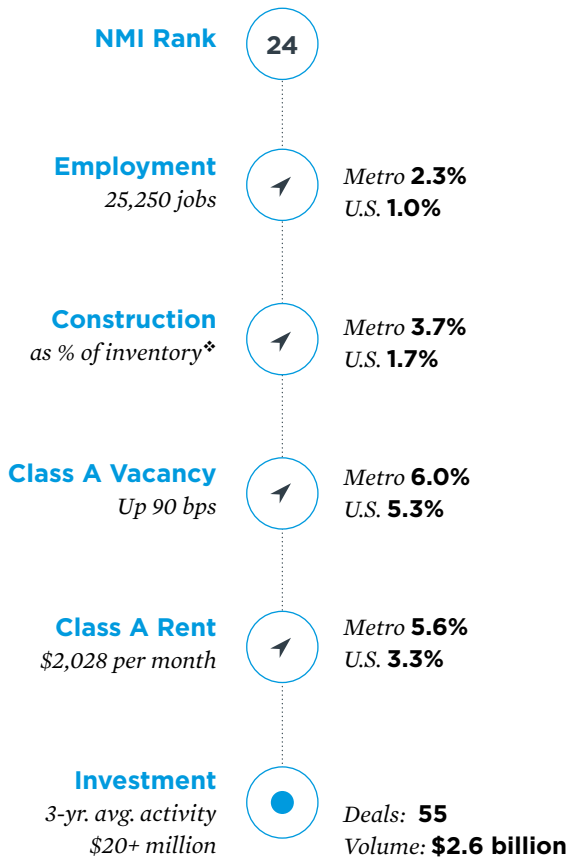 NMI Rank
24
Employment
25,250 jobs
Metro 2.3%
U.S. 1.0%
Construction
as % of inventory❖
Metro 3.7%
U.S. 1.7%
Class A Vacancy
Up 90 bps
Metro 6.0%
U.S. 5.3%
Class A Rent
$2,028 per month
Metro 5.6%
U.S. 3.3%
Investment
3-yr. avg. activity
$20+ million
Deals: 55
Volume: $2.6 billion